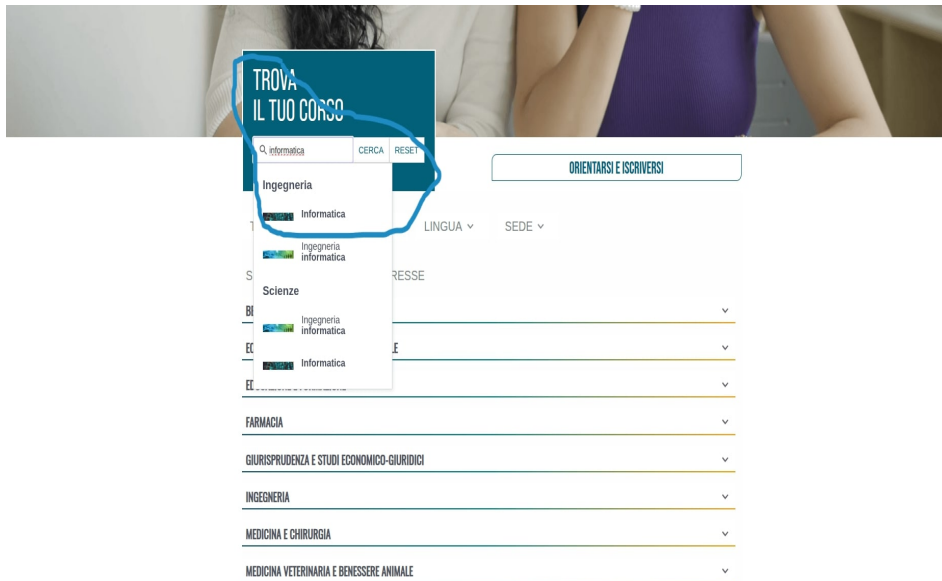 TROVA
IL TUO CORSO
informatica
CERCA
RESET
ORIENTARSI E ISCRIVERSI
Ingegneria
Informatica
LINGUA
SEDE
Ingegneria
informatica
Scienze
Ingegneria
informatica
Informatica
FARMACIA
GIURISPRUDENZA E STUDI ECONOMICO-GIURIDICI
INGEGNERIA
MEDICINA E CHIRURGIA
MEDICINA VETERINARIA E BENESSERE ANIMALE